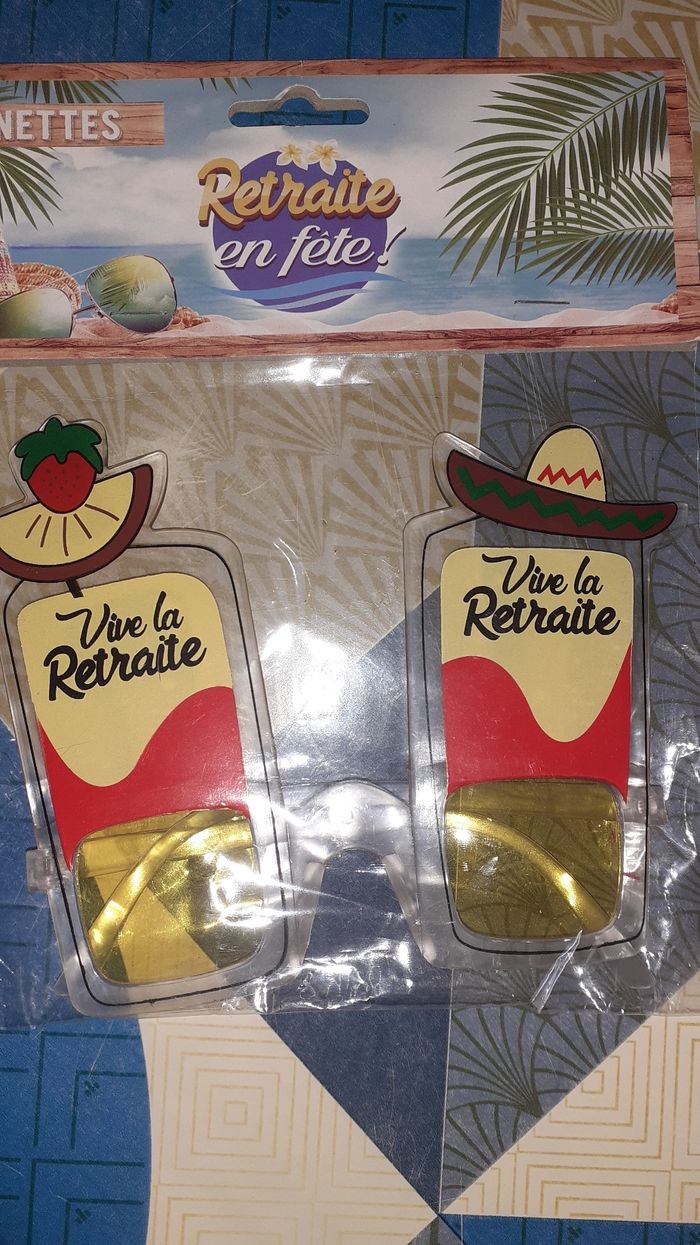 NETTES
Retraite
en fête!
Vive la
Retraite
Vive la
Retraite